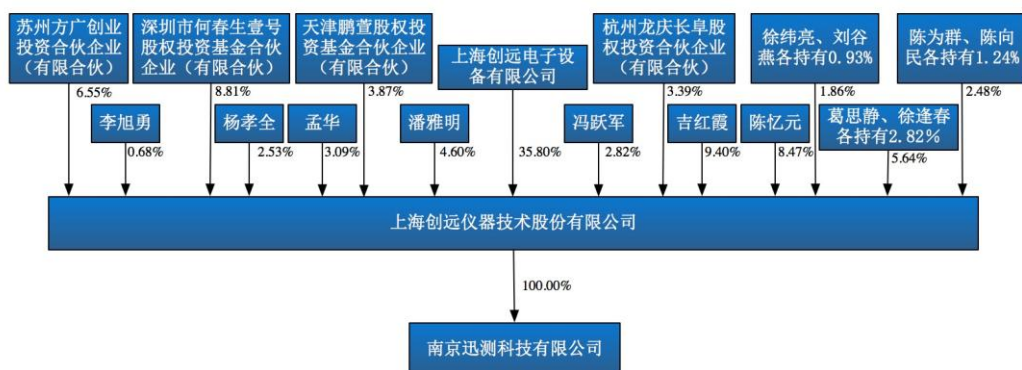 苏州方广创业
投资合伙企业
（有限合伙）
深圳市何春生壹号
股权投资基金合伙
企业（有限合伙）
天津鹏萱股权投
资基金合伙企业
（有限合伙）
上海创远电子设
备有限公司
杭州龙庆长阜股
权投资合伙企业
（有限合伙）
徐纬亮、刘谷
燕各持有0.93%
陈为群、陈向
民各持有1.24%
6.55%
8.81%
3.87%
3.39%
1.86%
2.48%
李旭勇
杨孝全
孟华
潘雅明
冯跃军
吉红霞
陈忆元
葛思静、徐逢春
各持有2.82%
0.68%
2.53%
3.09%
4.60%
35.80%
2.82%
9.40%
8.47%
5.64%
上海创远仪器技术股份有限公司
100.00%
南京迅测科技有限公司